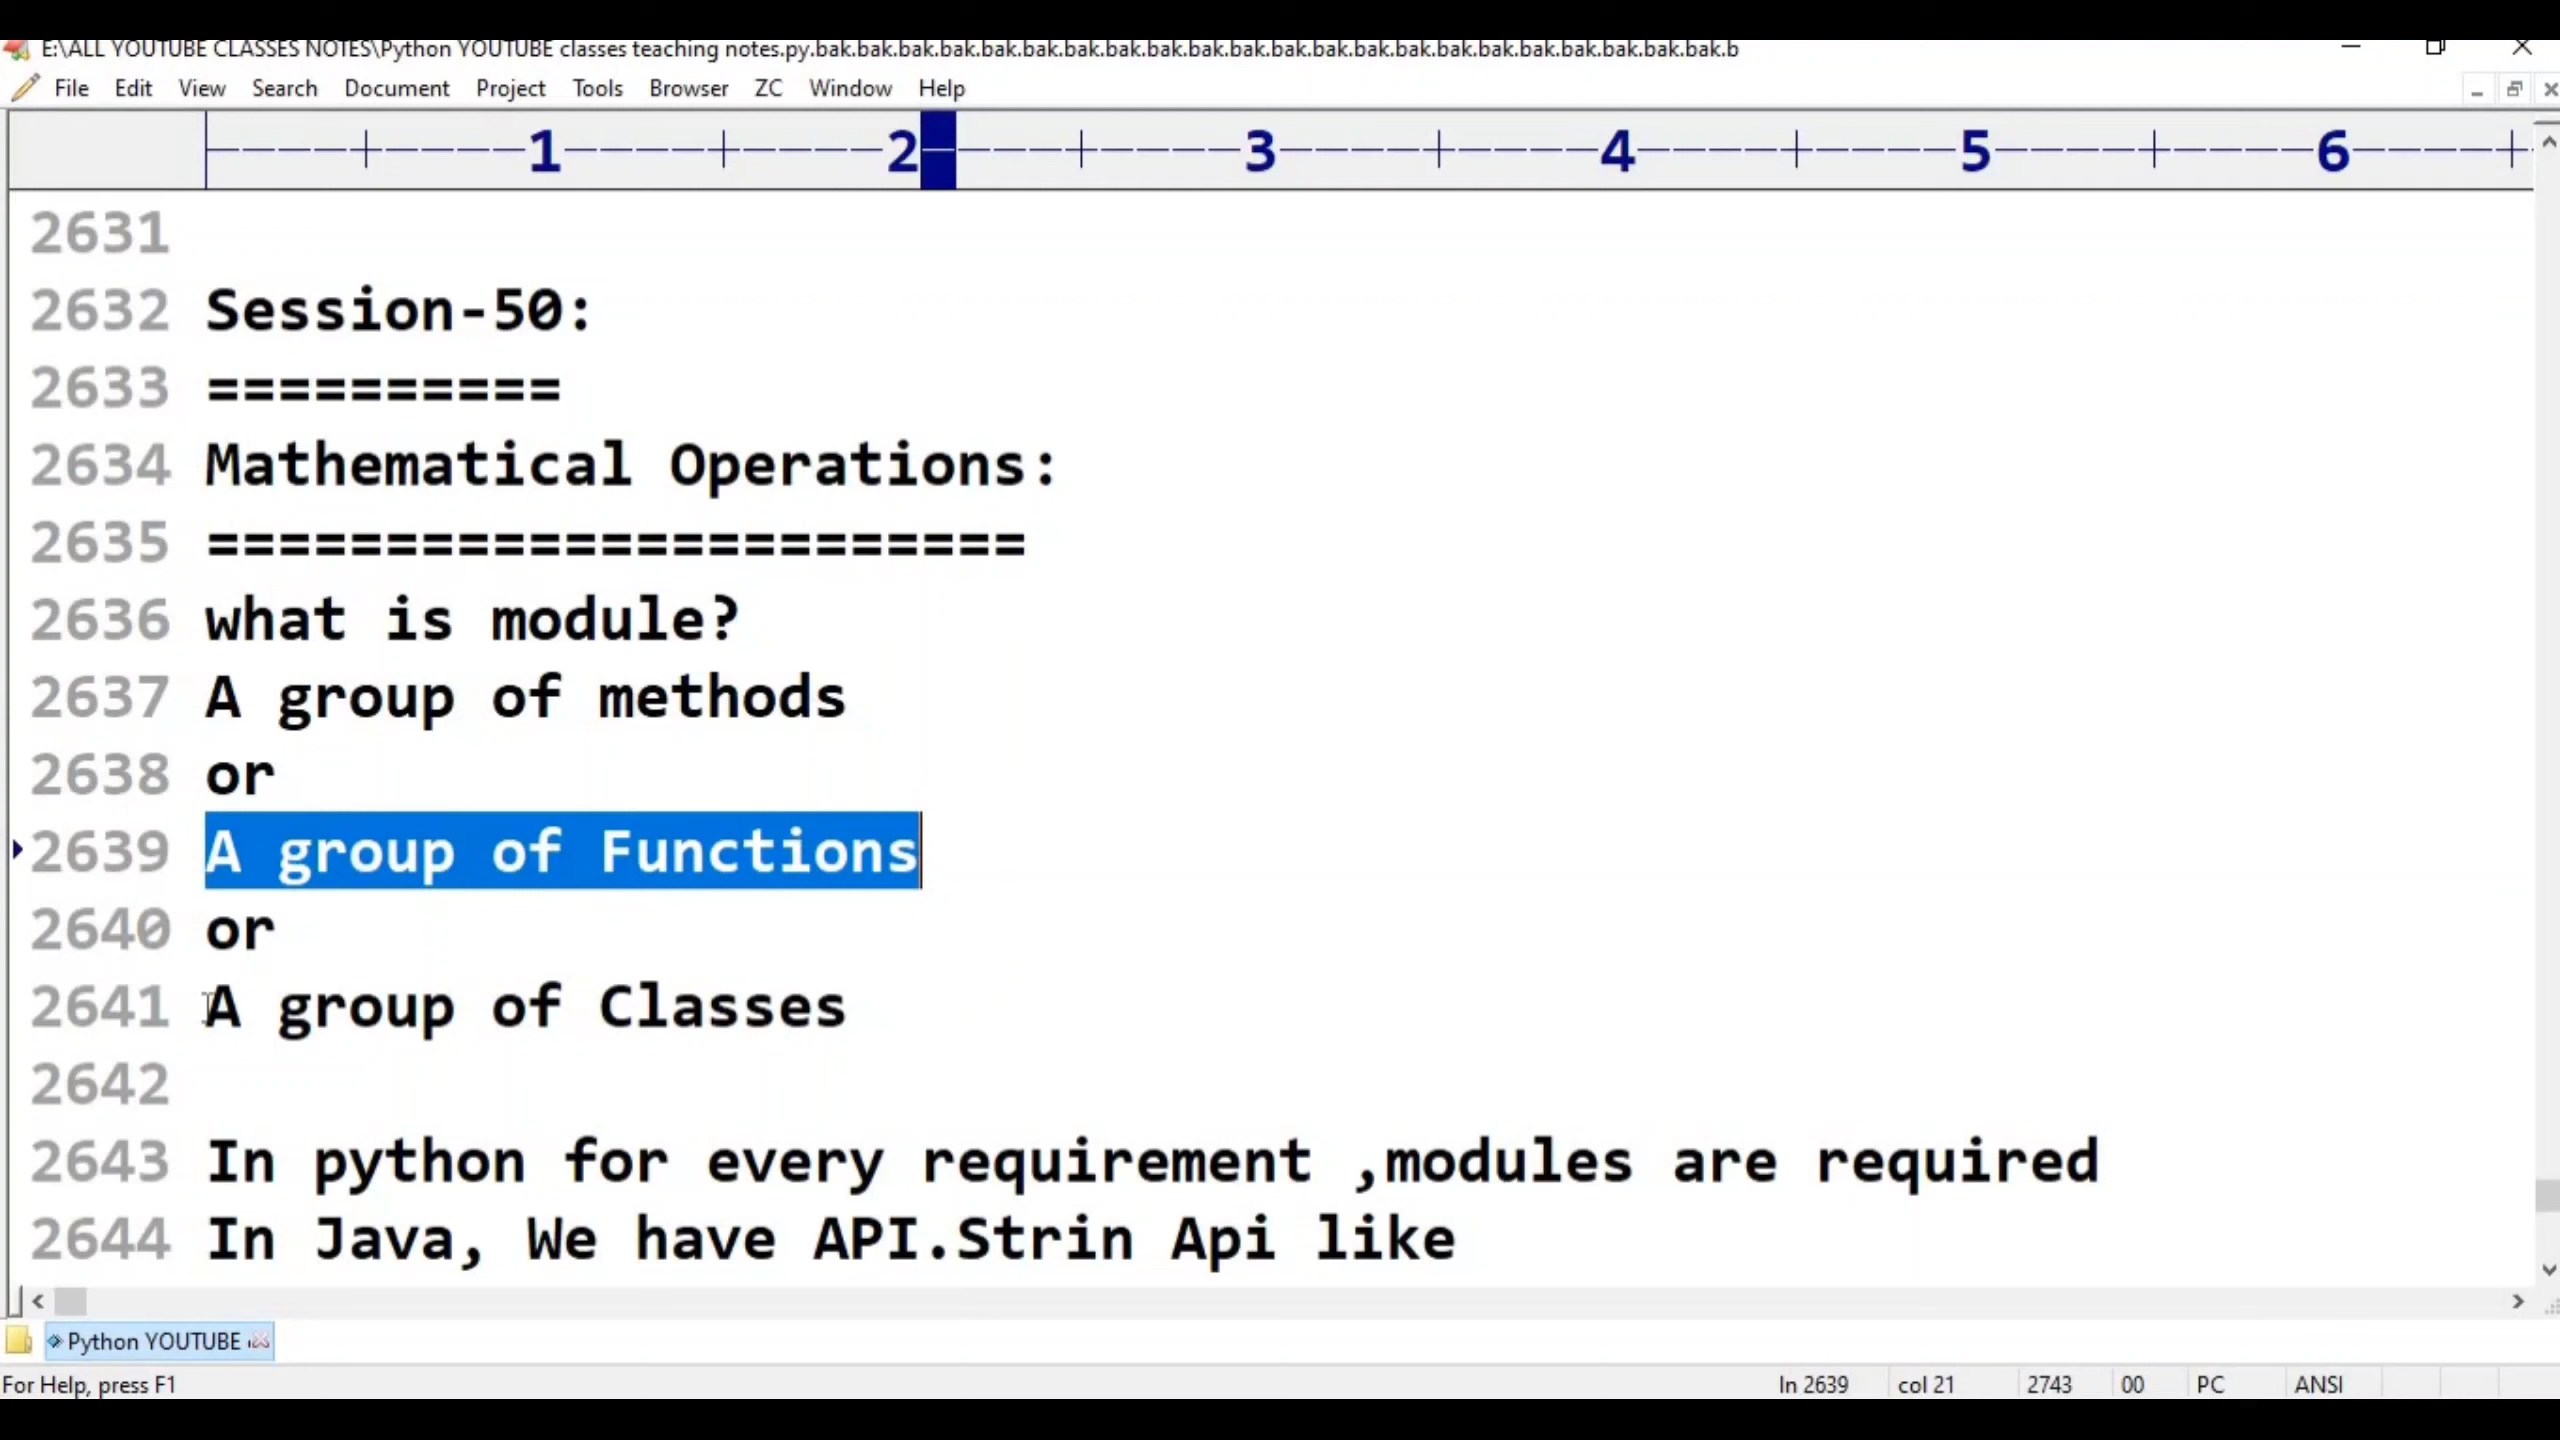 E:\ALL YOUTUBE CLASSES NOTES\Python YOUTUBE classes teaching notes.py.bak.bak.bak.bak.bak.bak.bak.bak.bak.bak.bak.bak.bak.bak.bak.bak.bak.bak.bak.bak.bak.bak.b
File Edit View Search Document Project Tools Browser ZC Window Help
1 2 3 4 5 6
2631
2632 Session-50:
2633 ==========
2634 Mathematical Operations:
2635 =======================
2636 what is module?
2637 A group of methods
2638 or
2639 A group of Functions
2640 or
2641 A group of Classes
2642
2643 In python for every requirement ,modules are required
2644 In Java, We have API.Strin Api like
Python YOUTUBE
For Help, press F1 ln 2639 col 21 2743 00 PC ANSI